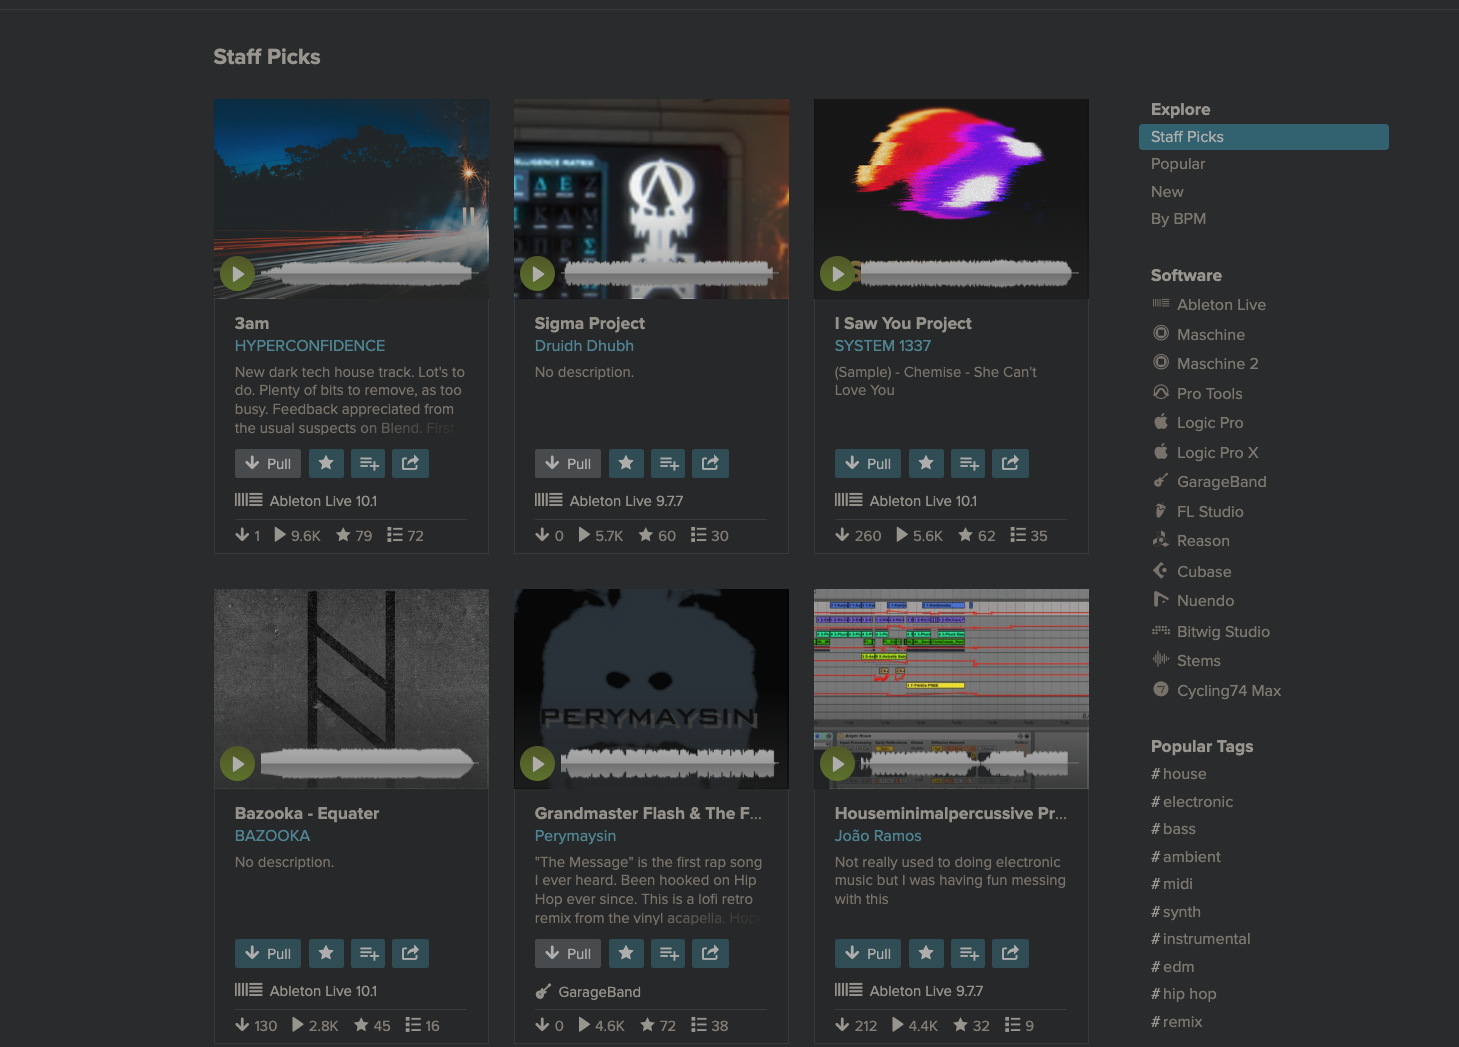 Staff Picks
3am
HYPERCONFIDENCE
New dark tech house track. Lot's to
do. Plenty of bits to remove, as too
busy. Feedback appreciated from
the usual suspects on Blend. First
Pull
Ableton Live 10.1
1 9.6K 79 72
LLIGENCE MATRIX
Sigma Project
Druidh Dhubh
No description.
Pull
Ableton Live 9.7.7
0 5.7K 60 30
I Saw You Project
SYSTEM 1337
(Sample) - Chemise - She Can't
Love You
Pull
Ableton Live 10.1
260 5.6K 62 35
Bazooka - Equater
BAZOOKA
No description.
Pull
Ableton Live 10.1
130 2.8K 45 16
PERYMAYSIN
Grandmaster Flash & The F...
Perymaysin
"The Message" is the first rap song
I ever heard. Been hooked on Hip
Hop ever since. This is a lofi retro
remix from the vinyl acapella. Hop
Pull
GarageBand
0 4.6K 72 38
Houseminimalpercussive Pr...
João Ramos
Not really used to doing electronic
music but I was having fun messing
with this
Pull
Ableton Live 9.7.7
212 4.4K 32 9
Explore
Staff Picks
Popular
New
By BPM
Software
Ableton Live
Maschine
Maschine 2
Pro Tools
Logic Pro
Logic Pro X
GarageBand
FL Studio
Reason
Cubase
Nuendo
Bitwig Studio
Stems
Cycling74 Max
Popular Tags
# house
# electronic
# bass
# ambient
# midi
# synth
# instrumental
# edm
# hip hop
# remix